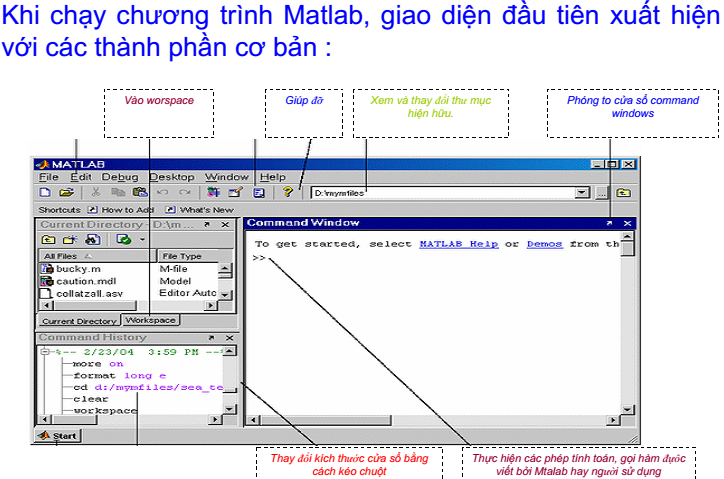 Khi chạy chương trình Matlab, giao diện đầu tiên xuất hiện
với các thành phần cơ bản :
Vào worspace
Giúp đỡ
Xem và thay đổi thư mục
hiện hữu.
Phóng to cửa sổ command
windows
MATLAB
File Edit Debug Desktop Window Help
D:\mymfiles
Shortcuts How to Add What's New
Current Directory - D:\m...
All Files File Type
bucky.m M-file
caution.mdl Model
collatzall.asv Editor Auto
Current Directory Workspace
Command History
%-- 2/23/04 3:59 PM --%
more on
format long e
cd d:/mymfiles/sea_te
clear
workspace
Command Window
To get started, select MATLAB Help or Demos from th
>>
Start
Thay đổi kích thước cửa sổ bằng
cách kéo chuột
Thực hiện các phép tính toán, gọi hàm được
viết bởi Mtalab hay người sử dụng